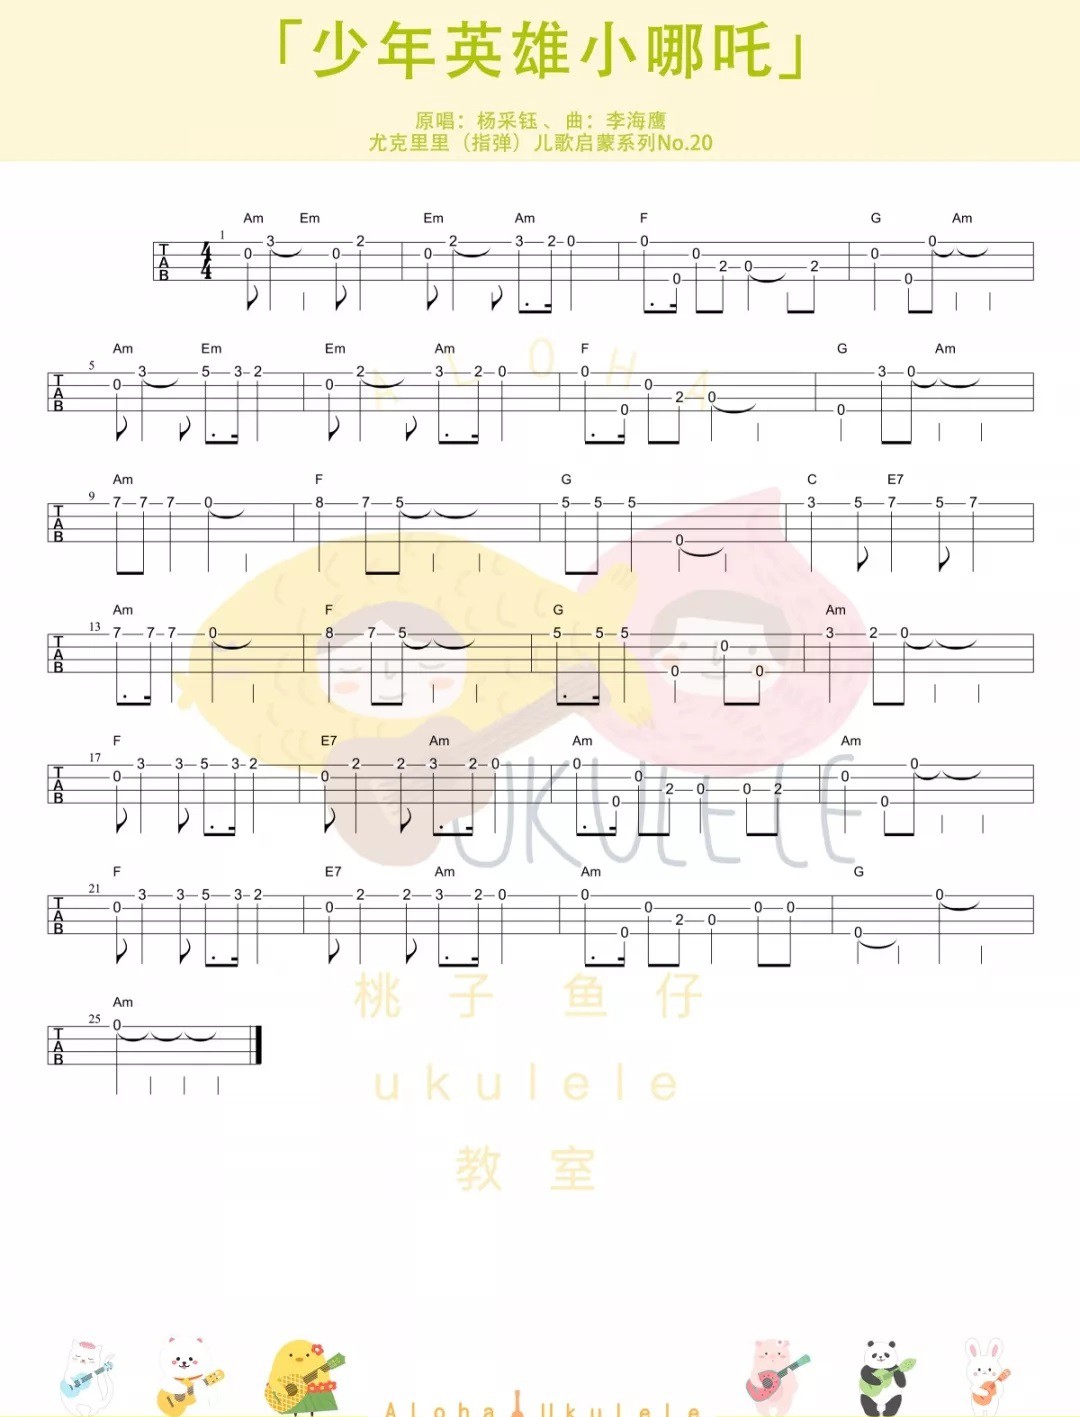 「少年英雄小哪吒」
原唱：杨采钰、曲：李海鹰
尤克里里（指弹）儿歌启蒙系列No.20
Am Em Em Am F G Am
1
TAB 4/4 0 3 0 2 0 2 3 2 0 0 0 0 2 0 2 0 0 0
Am Em Em Am F G Am
5
TAB 0 3 5 3 2 0 2 3 2 0 0 0 0 2 0 0 3 0
ALOHA
Am F G C E7
9
TAB 7 7 7 0 8 7 5 5 5 5 0 3 5 7 5 7
Am F G Am
13
TAB 7 7 7 0 8 7 5 5 5 5 0 0 0 3 2 0
F E7 Am Am Am
17
TAB 0 3 3 5 3 2 0 2 2 3 2 0 0 0 0 2 0 0 2 0 0 0
UKULELE
F E7 Am Am G
21
TAB 0 3 3 5 3 2 0 2 2 3 2 0 0 0 0 2 0 0 0 0 0
桃子鱼仔
Am
25
TAB 0
ukulele
教室
Aloha Ukulele